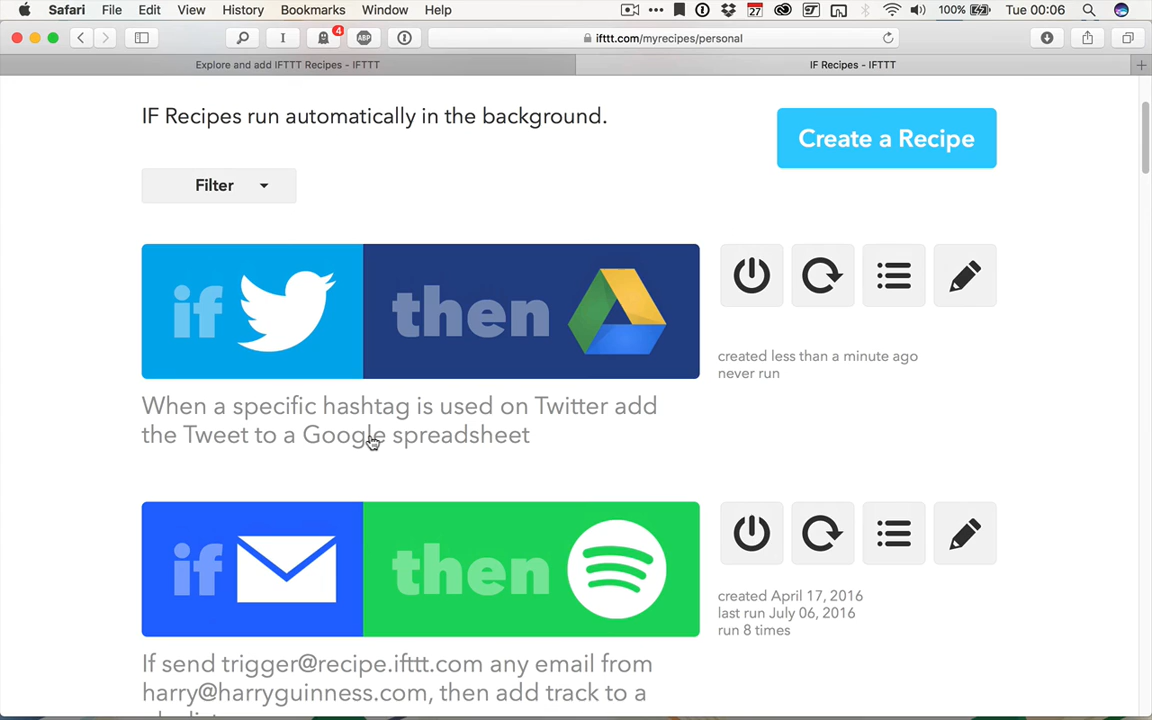 Safari File Edit View History Bookmarks Window Help 100% Tue 00:06
27
4
ABP
ifttt.com/myrecipes/personal
Explore and add IFTTT Recipes - IFTTT
IF Recipes - IFTTT
IF Recipes run automatically in the background.
Create a Recipe
Filter
if then
created less than a minute ago
never run
When a specific hashtag is used on Twitter add
the Tweet to a Google spreadsheet
if then
created April 17, 2016
last run July 06, 2016
run 8 times
If send trigger@recipe.ifttt.com any email from
harry@harryguinness.com, then add track to a